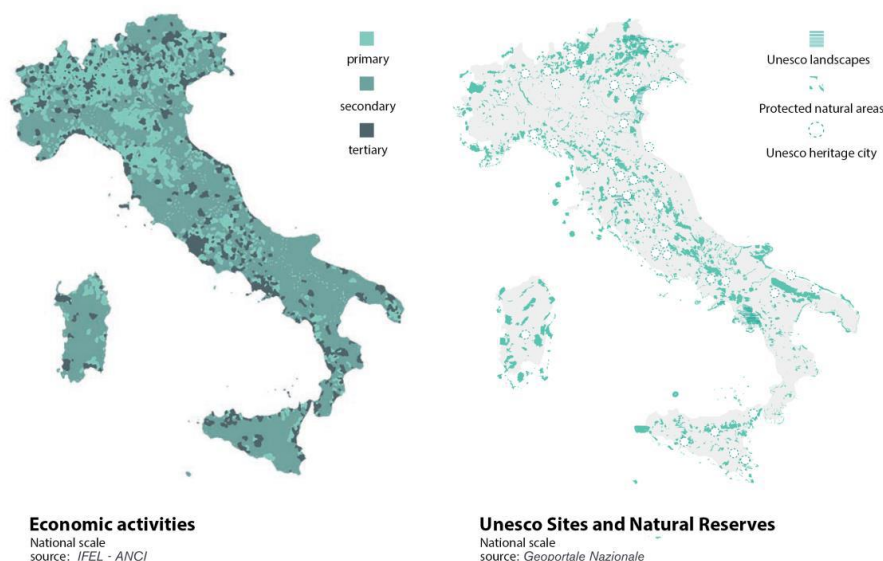 primary
secondary
tertiary
Economic activities
National scale
source: IFEL - ANCI
Unesco landscapes
Protected natural areas
Unesco heritage city
Unesco Sites and Natural Reserves
National scale
source: Geoportale Nazionale